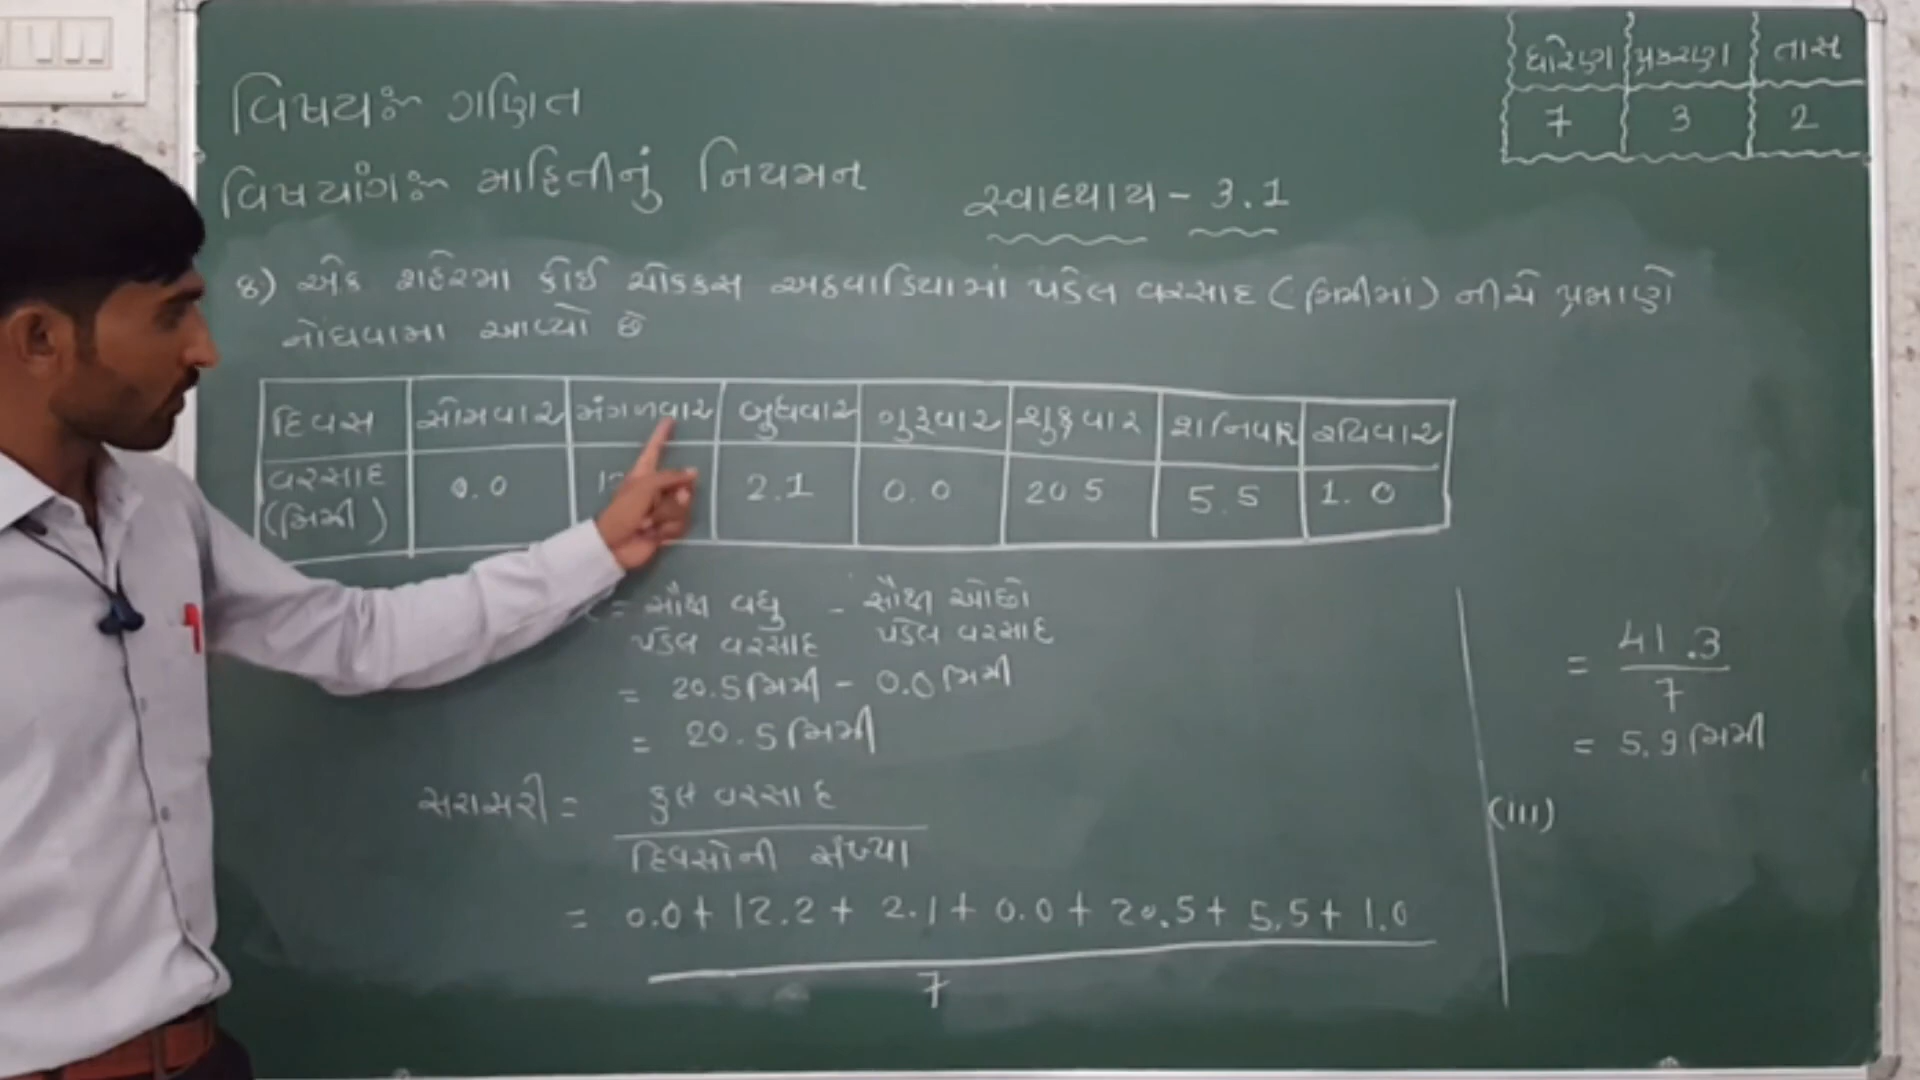 ધોરણ પ્રકરણ તાસ
7 3 2
વિષય:- ગણિત
વિષયાંગ:- માહિતીનું નિયમન
સ્વાધ્યાય - 3.1
8) એક શહેરમા કોઈ ચોક્કસ અઠવાડિયામાં પડેલ વરસાદ (મિમીમાં) નીચે પ્રમાણે
નોંધવામા આવ્યો છે
દિવસ સોમવાર મંગળવાર બુધવાર ગુરૂવાર શુક્રવાર શનિવાર રવિવાર
વરસાદ (મિમી) 0.0 2.1 0.0 20 5 5.5 1.0
= સૌથી વધુ - સૌથી ઓછો
પડેલ વરસાદ પડેલ વરસાદ
= 20.5 મિમી - 0.0 મિમી
= 20.5 મિમી
સરાસરી = કુલ વરસાદ
દિવસોની સંખ્યા
= 0.0 + 12.2 + 2.1 + 0.0 + 20.5 + 5.5 + 1.0
7
= 41.3
7
= 5.9 મિમી
(iii)